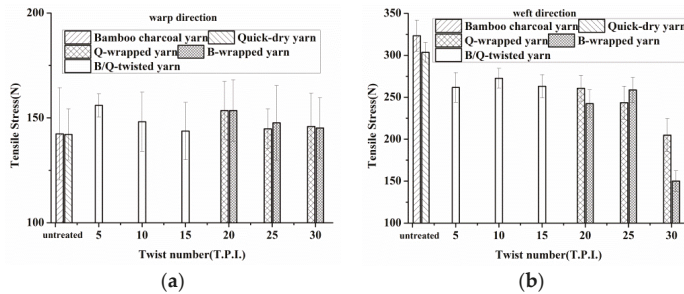 warp direction
Bamboo charcoal yarn Quick-dry yarn
Q-wrapped yarn B-wrapped yarn
B/Q-twisted yarn
Tensile Stress(N)
200
150
100
untreated 5 10 15 20 25 30
Twist number(T.P.I.)
(a)
weft direction
Bamboo charcoal yarn Quick-dry yarn
Q-wrapped yarn B-wrapped yarn
B/Q-twisted yarn
Tensile Stress(N)
350
300
250
200
150
100
untreated 5 10 15 20 25 30
Twist number(T.P.I.)
(b)